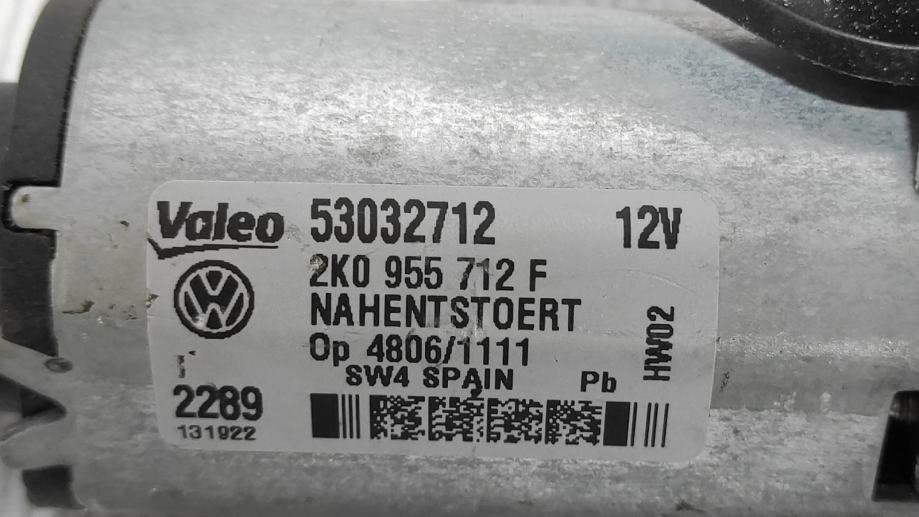 Valeo 53032712 12V
2K0 955 712 F
NAHENTSTOERT
Op 4806/1111
SW4 SPAIN Pb
HW02
2289
131922